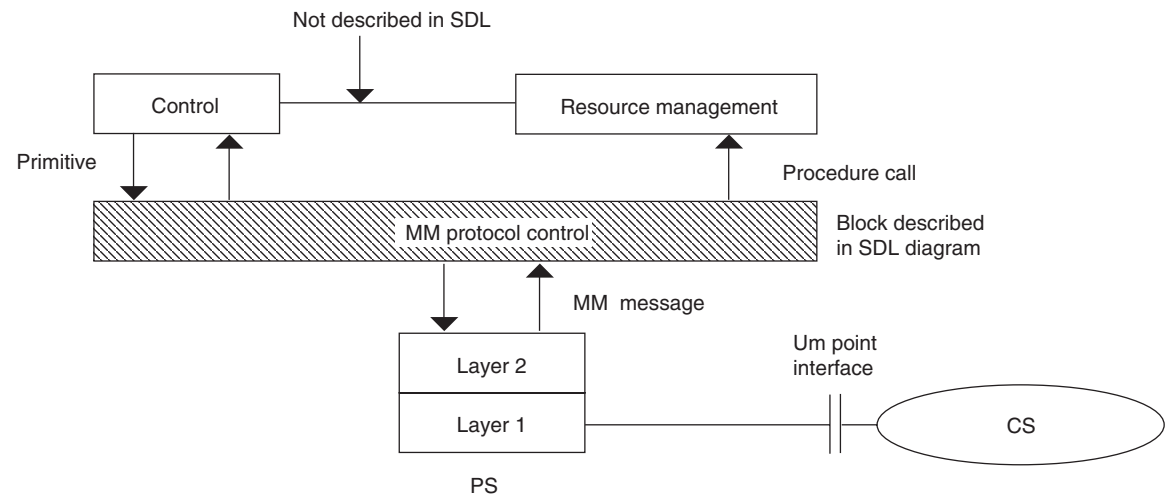 Not described in SDL
Control
Resource management
Primitive
Procedure call
MM protocol control
Block described
in SDL diagram
MM message
Um point
interface
Layer 2
Layer 1
CS
PS